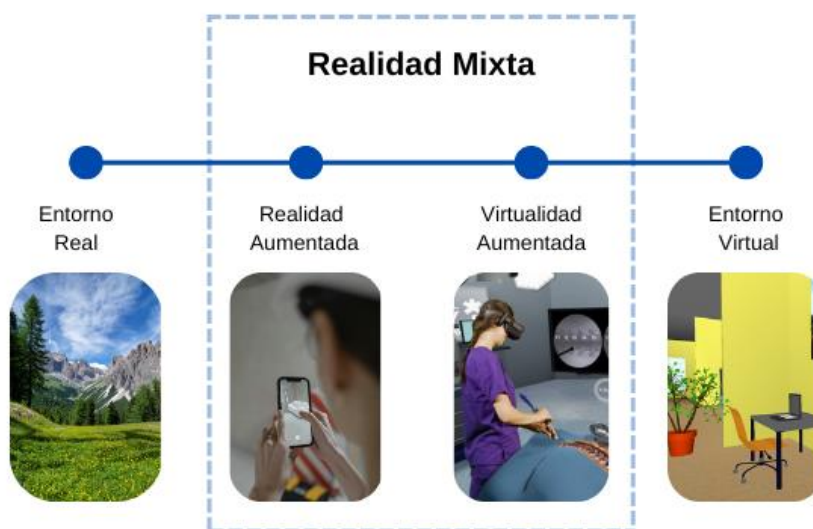 Realidad Mixta
Entorno
Real
Realidad
Aumentada
Virtualidad
Aumentada
Entorno
Virtual